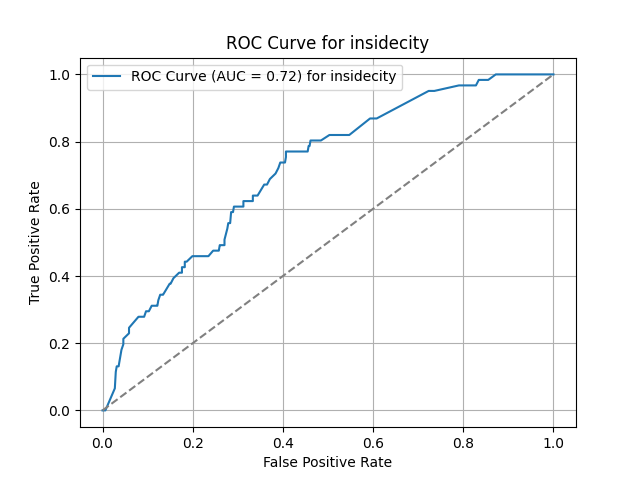 ROC Curve for insidecity
ROC Curve (AUC = 0.72) for insidecity
True Positive Rate
1.0
0.8
0.6
0.4
0.2
0.0
0.0 0.2 0.4 0.6 0.8 1.0
False Positive Rate